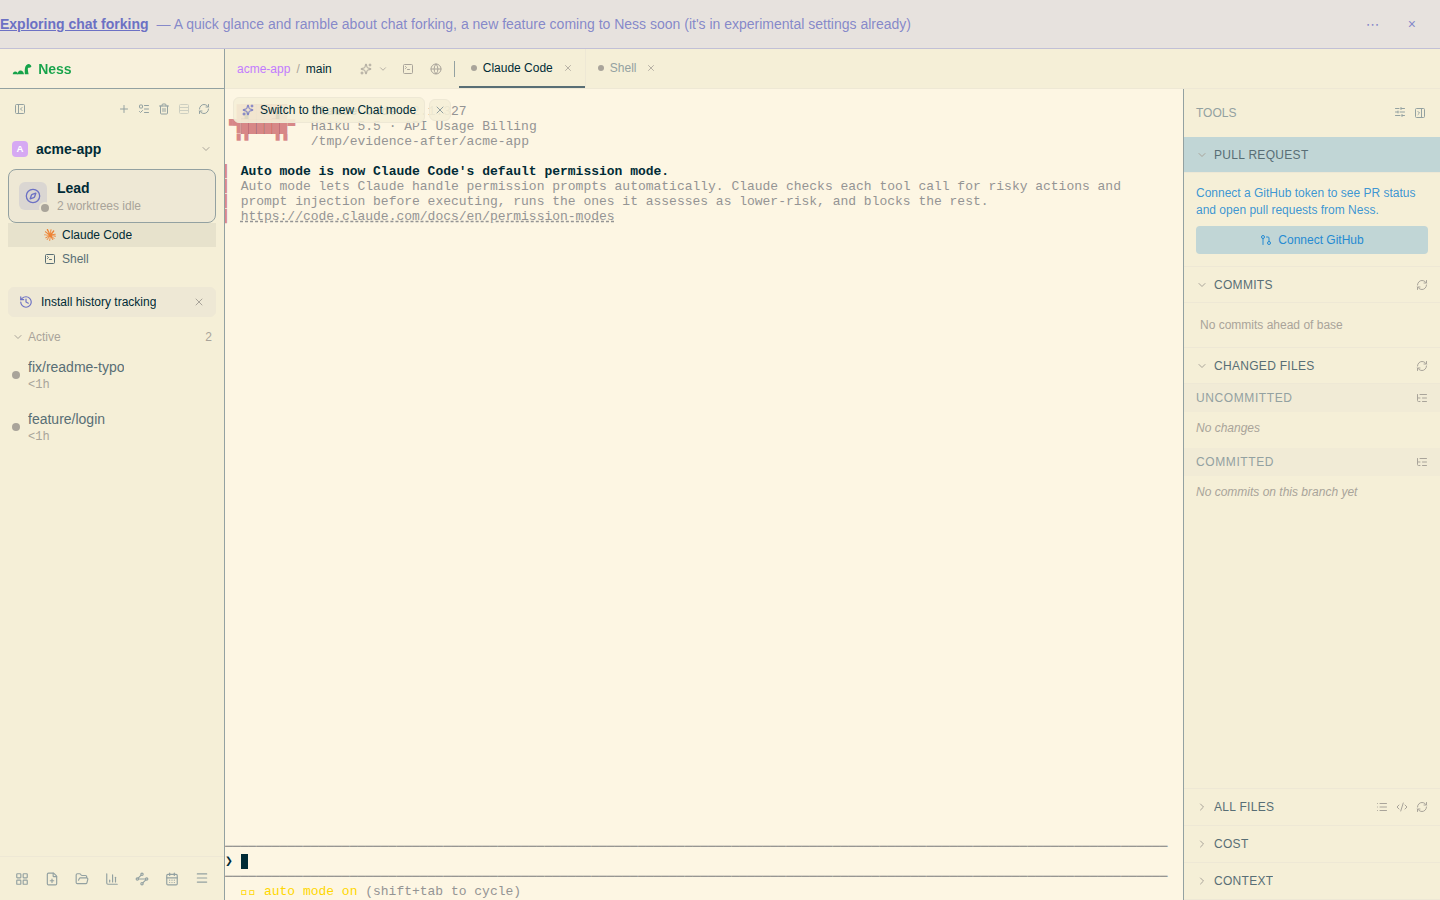 Exploring chat forking — A quick glance and ramble about chat forking, a new feature coming to Ness soon (it's in experimental settings already)
Ness
acme-app / main
Claude Code
Shell
A acme-app
Lead
2 worktrees idle
Claude Code
Shell
Install history tracking
Active 2
fix/readme-typo
<1h
feature/login
<1h
Switch to the new Chat mode
27
Haiku 5.5 · API Usage Billing
/tmp/evidence-after/acme-app
Auto mode is now Claude Code's default permission mode.
Auto mode lets Claude handle permission prompts automatically. Claude checks each tool call for risky actions and
prompt injection before executing, runs the ones it assesses as lower-risk, and blocks the rest.
https://code.claude.com/docs/en/permission-modes
❯
auto mode on (shift+tab to cycle)
TOOLS
PULL REQUEST
Connect a GitHub token to see PR status
and open pull requests from Ness.
Connect GitHub
COMMITS
No commits ahead of base
CHANGED FILES
UNCOMMITTED
No changes
COMMITTED
No commits on this branch yet
ALL FILES
COST
CONTEXT